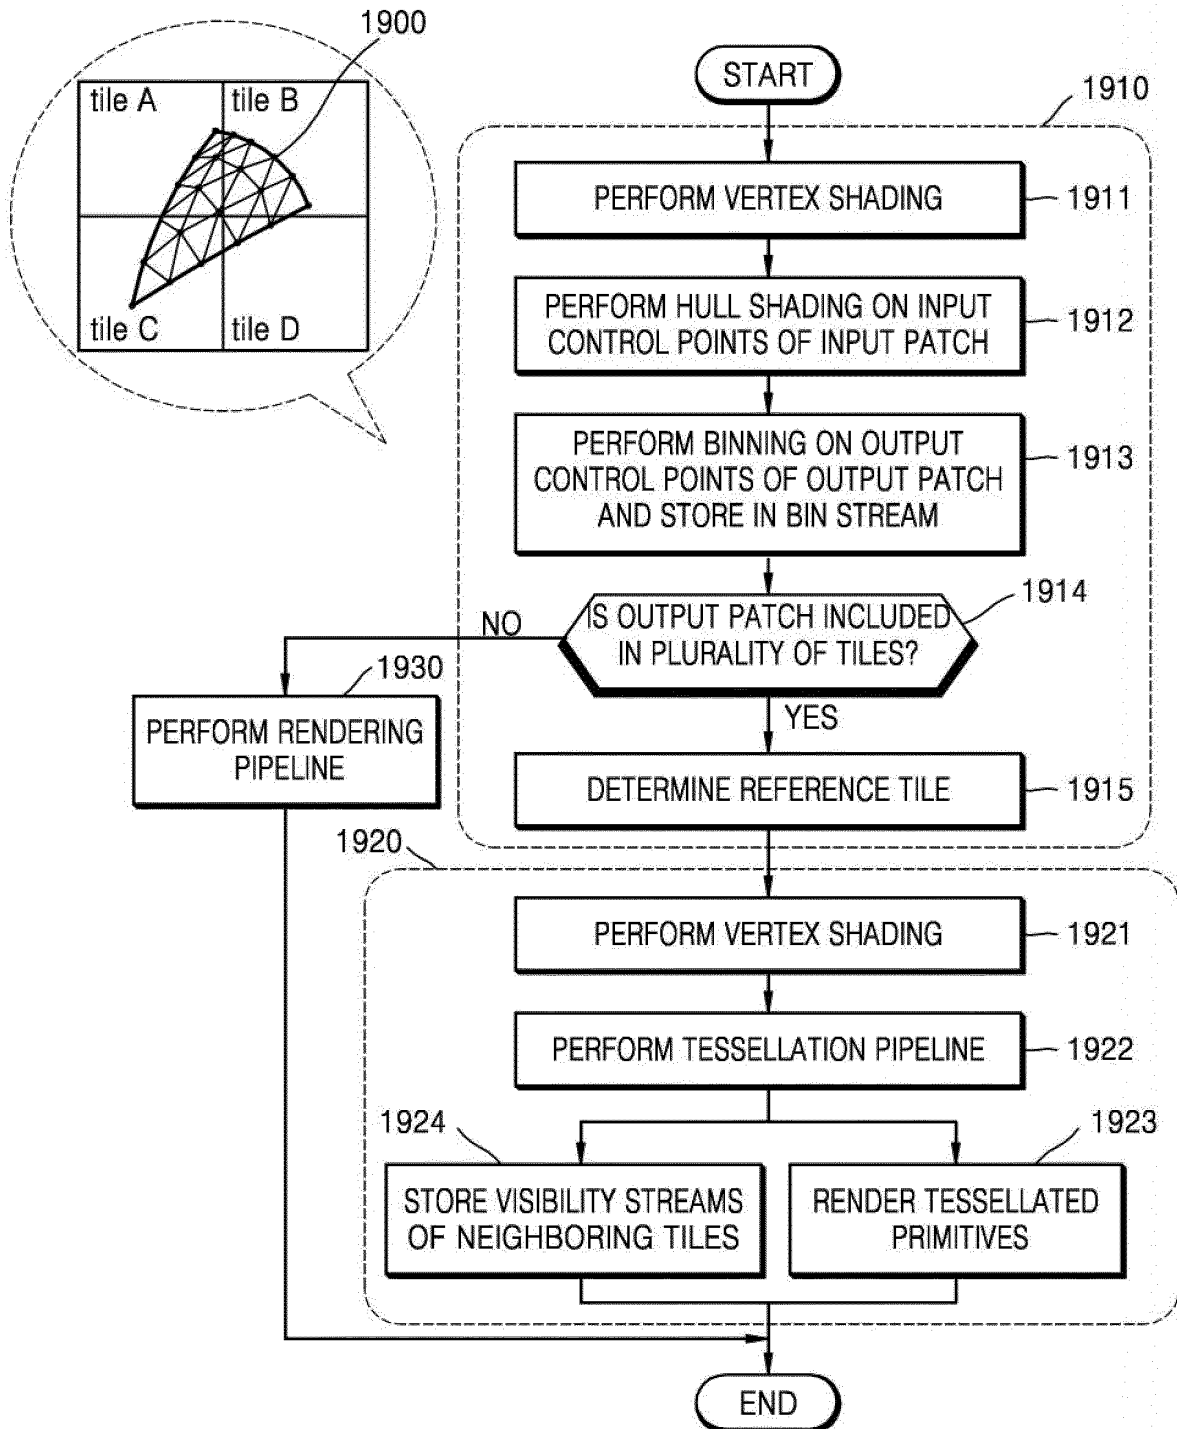 1900
tile A
tile B
tile C
tile D
START
1910
PERFORM VERTEX SHADING
1911
PERFORM HULL SHADING ON INPUT
CONTROL POINTS OF INPUT PATCH
1912
PERFORM BINNING ON OUTPUT
CONTROL POINTS OF OUTPUT PATCH
AND STORE IN BIN STREAM
1913
IS OUTPUT PATCH INCLUDED
IN PLURALITY OF TILES?
1914
NO
YES
1930
PERFORM RENDERING
PIPELINE
DETERMINE REFERENCE TILE
1915
1920
PERFORM VERTEX SHADING
1921
PERFORM TESSELLATION PIPELINE
1922
1924
STORE VISIBILITY STREAMS
OF NEIGHBORING TILES
1923
RENDER TESSELLATED
PRIMITIVES
END